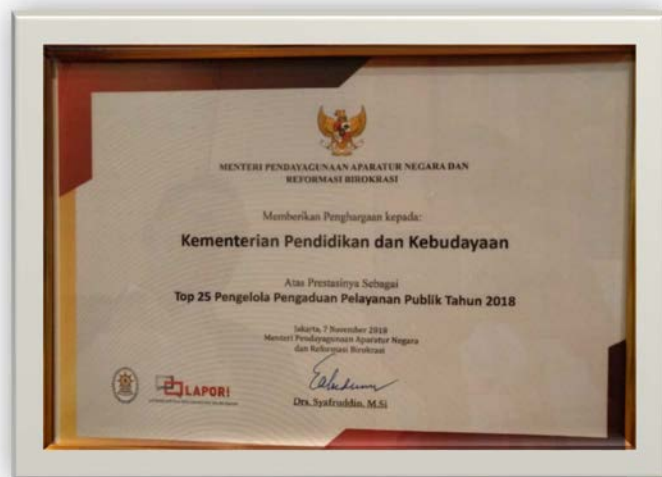 MENTERI PENDAYAGUNAAN APARATUR NEGARA DAN
REFORMASI BIROKRASI
Memberikan Penghargaan kepada:
Kementerian Pendidikan dan Kebudayaan
Atas Prestasinya Sebagai
Top 25 Pengelola Pengaduan Pelayanan Publik Tahun 2018
Jakarta, 7 November 2018
Menteri Pendayagunaan Aparatur Negara
dan Reformasi Birokrasi
LAPOR!
Drs. Syafruddin, M.Si